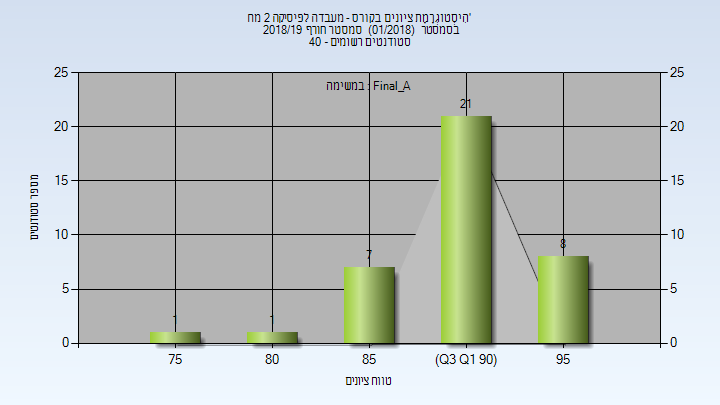 היסטוגרמת ציונים בקורס - מעבדה לפיסיקה 2 מח'
בסמסטר (01/2018) סמסטר חורף 2018/19
סטודנטים רשומים - 40
במשימה : Final_A
25 25
20 20
15 15
10 10
5 5
0 0
1 1 7 21 8
75 80 85 (Q3 Q1 90) 95
מספר סטודנטים
טווח ציונים